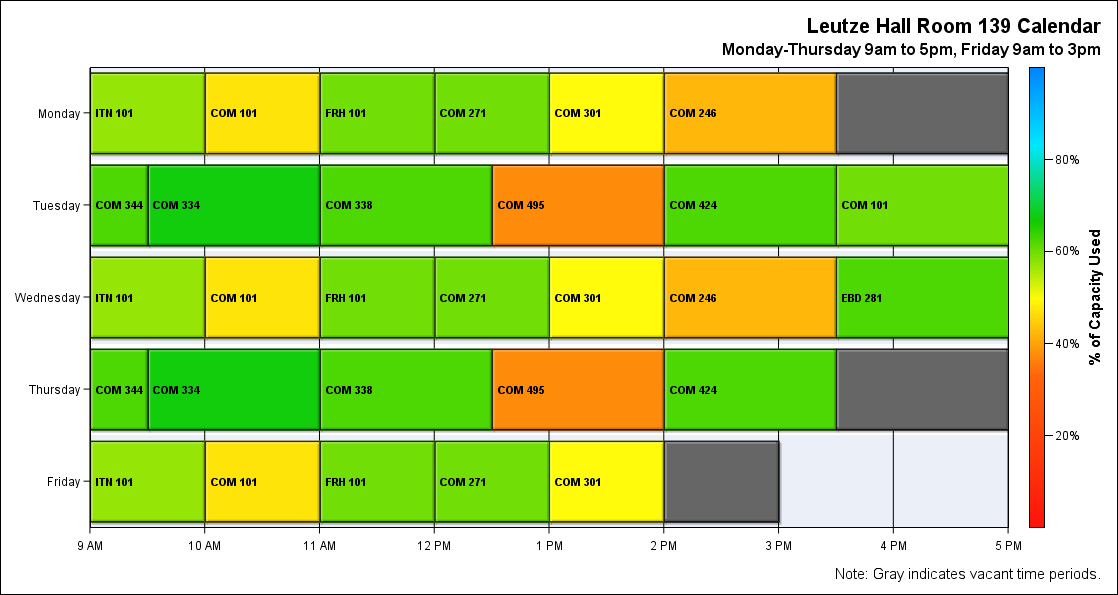 Leutze Hall Room 139 Calendar
Monday-Thursday 9am to 5pm, Friday 9am to 3pm
Monday
ITN 101 COM 101 FRH 101 COM 271 COM 301 COM 246
Tuesday
COM 344 COM 334 COM 338 COM 495 COM 424 COM 101
Wednesday
ITN 101 COM 101 FRH 101 COM 271 COM 301 COM 246 EBD 281
Thursday
COM 344 COM 334 COM 338 COM 495 COM 424
Friday
ITN 101 COM 101 FRH 101 COM 271 COM 301
9 AM 10 AM 11 AM 12 PM 1 PM 2 PM 3 PM 4 PM 5 PM
80%
60%
40%
20%
% of Capacity Used
Note: Gray indicates vacant time periods.